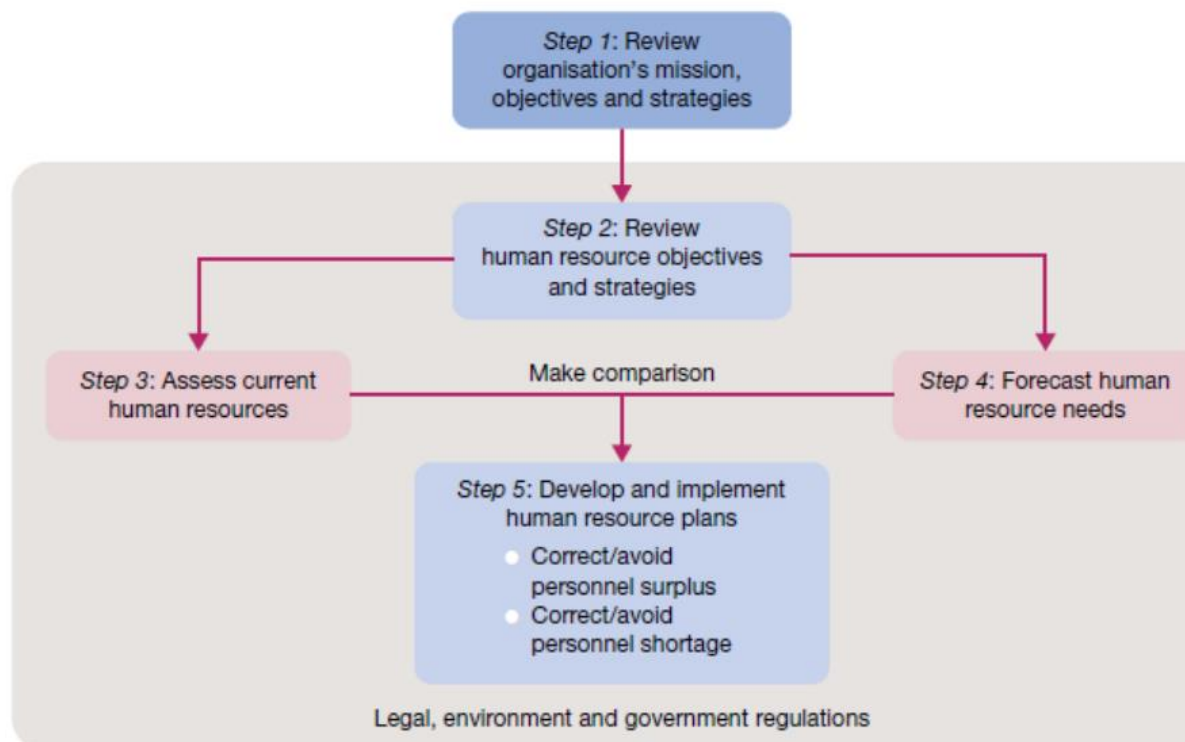 Step 1: Review
organisation's mission,
objectives and strategies
Step 2: Review
human resource objectives
and strategies
Step 3: Assess current
human resources
Make comparison
Step 4: Forecast human
resource needs
Step 5: Develop and implement
human resource plans
Correct/avoid
personnel surplus
Correct/avoid
personnel shortage
Legal, environment and government regulations